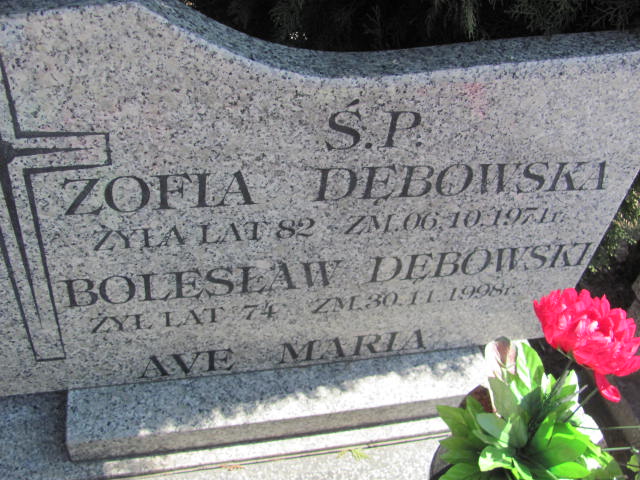 Ś.P.
ZOFIA DĘBOWSKA
ŻYŁA LAT 82 ZM.06.10.1971r.
BOLESŁAW DĘBOWSKI
ŻYŁ LAT 74 ZM.30.11.1998r.
AVE MARIA